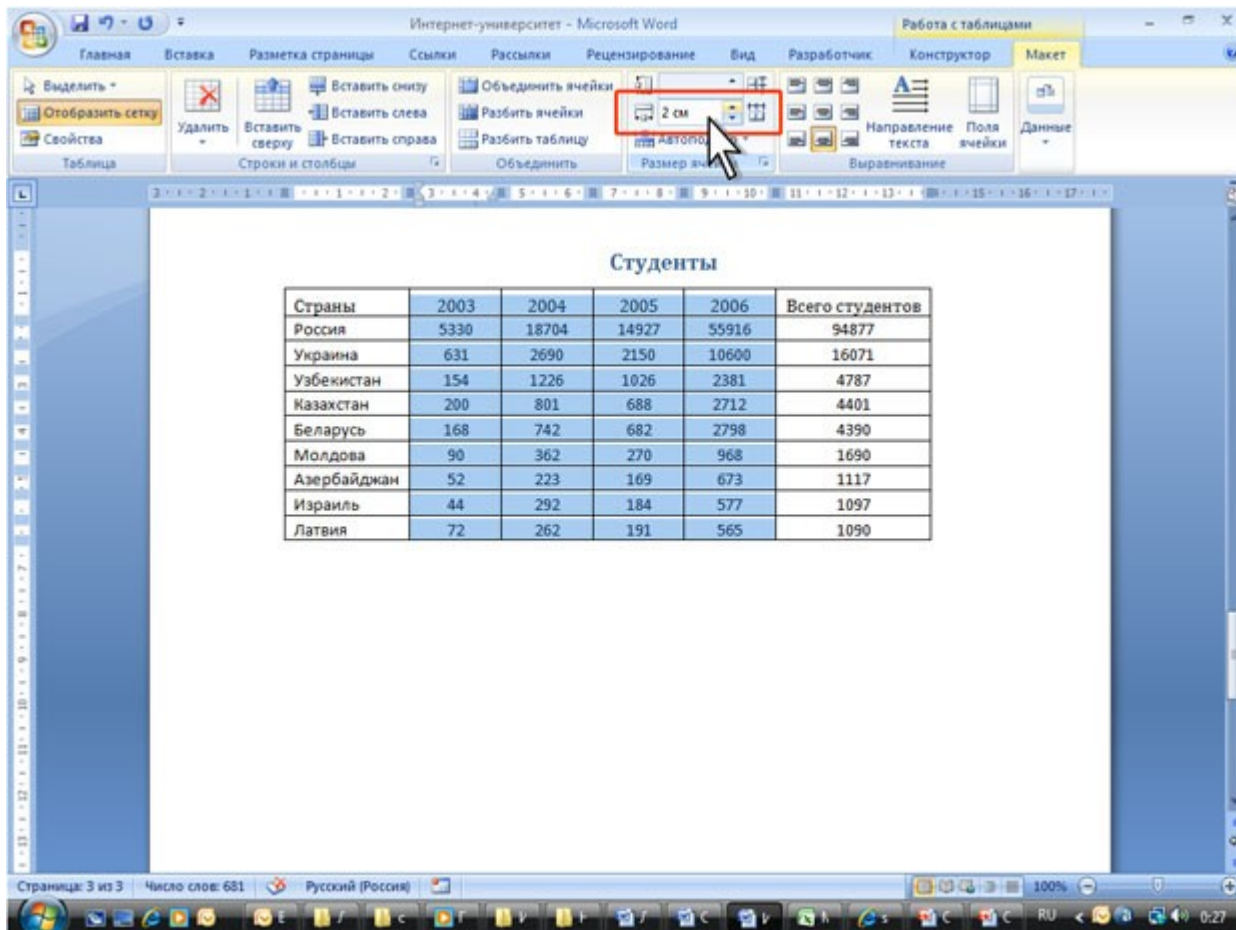 Интернет-университет - Microsoft Word
Работа с таблицами
Главная Вставка Разметка страницы Ссылки Рассылки Рецензирование Вид Разработчик Конструктор Макет
Выделить
Отобразить сетку
Свойства
Таблица
Удалить
Вставить сверху
Вставить снизу
Вставить слева
Вставить справа
Строки и столбцы
Объединить ячейки
Разбить ячейки
Разбить таблицу
Объединить
2 см
Размер
Направление текста
Поля ячейки
Выравнивание
Данные
Студенты
Страны 2003 2004 2005 2006 Всего студентов
Россия 5330 18704 14927 55916 94877
Украина 631 2690 2150 10600 16071
Узбекистан 154 1226 1026 2381 4787
Казахстан 200 801 688 2712 4401
Беларусь 168 742 682 2798 4390
Молдова 90 362 270 968 1690
Азербайджан 52 223 169 673 1117
Израиль 44 292 184 577 1097
Латвия 72 262 191 565 1090
Страница: 3 из 3 Число слов: 681 Русский (Россия) 100%
RU 0:27